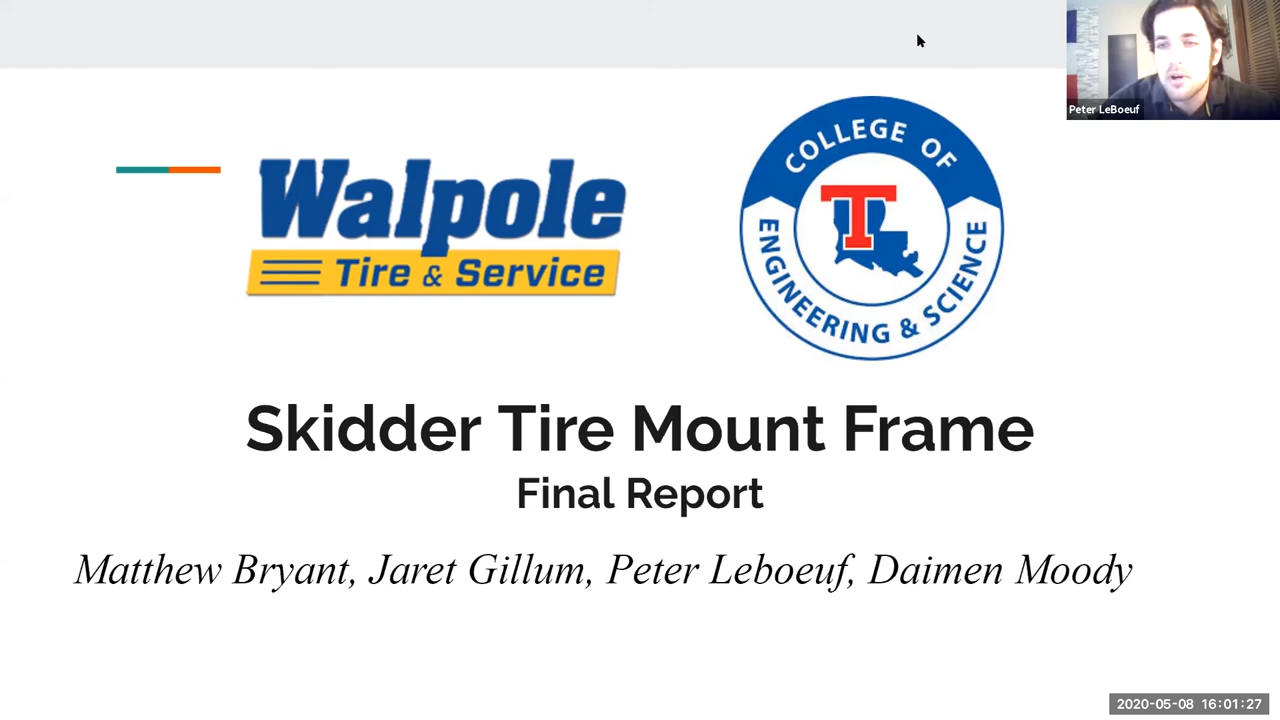 Peter LeBoeuf
Walpole
Tire & Service
COLLEGE OF
ENGINEERING & SCIENCE
T
Skidder Tire Mount Frame
Final Report
Matthew Bryant, Jaret Gillum, Peter Leboeuf, Daimen Moody
2020-05-08 16:01:27